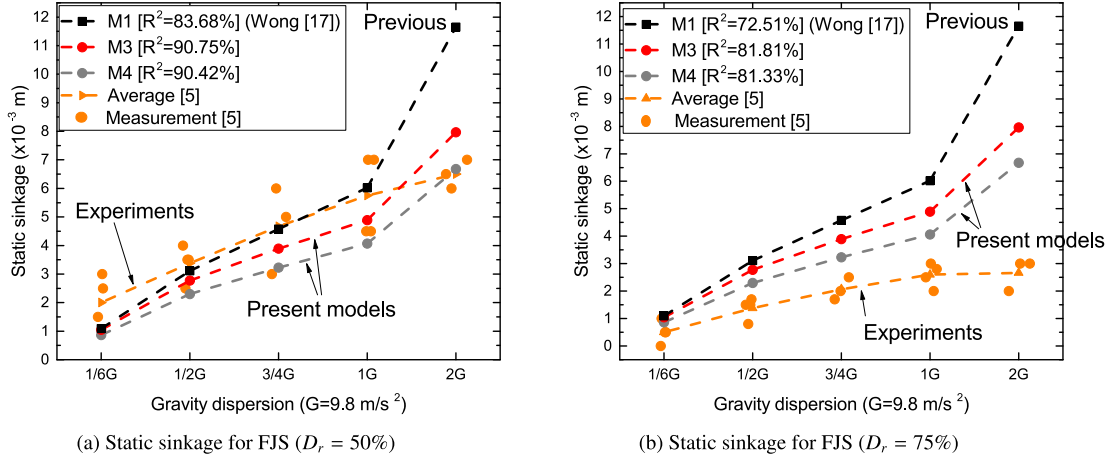 M1 [R²=83.68%] (Wong [17])
M3 [R²=90.75%]
M4 [R²=90.42%]
Average [5]
Measurement [5]
Previous
Experiments
Present models
Static sinkage (x10⁻³ m)
12
11
10
9
8
7
6
5
4
3
2
1
0
1/6G
1/2G
3/4G
1G
2G
Gravity dispersion (G=9.8 m/s ²)
(a) Static sinkage for FJS (Dᵣ = 50%)
M1 [R²=72.51%] (Wong [17])
M3 [R²=81.81%]
M4 [R²=81.33%]
Average [5]
Measurement [5]
Previous
Present models
Experiments
Static sinkage (x10⁻³ m)
12
11
10
9
8
7
6
5
4
3
2
1
0
1/6G
1/2G
3/4G
1G
2G
Gravity dispersion (G=9.8 m/s ²)
(b) Static sinkage for FJS (Dᵣ = 75%)